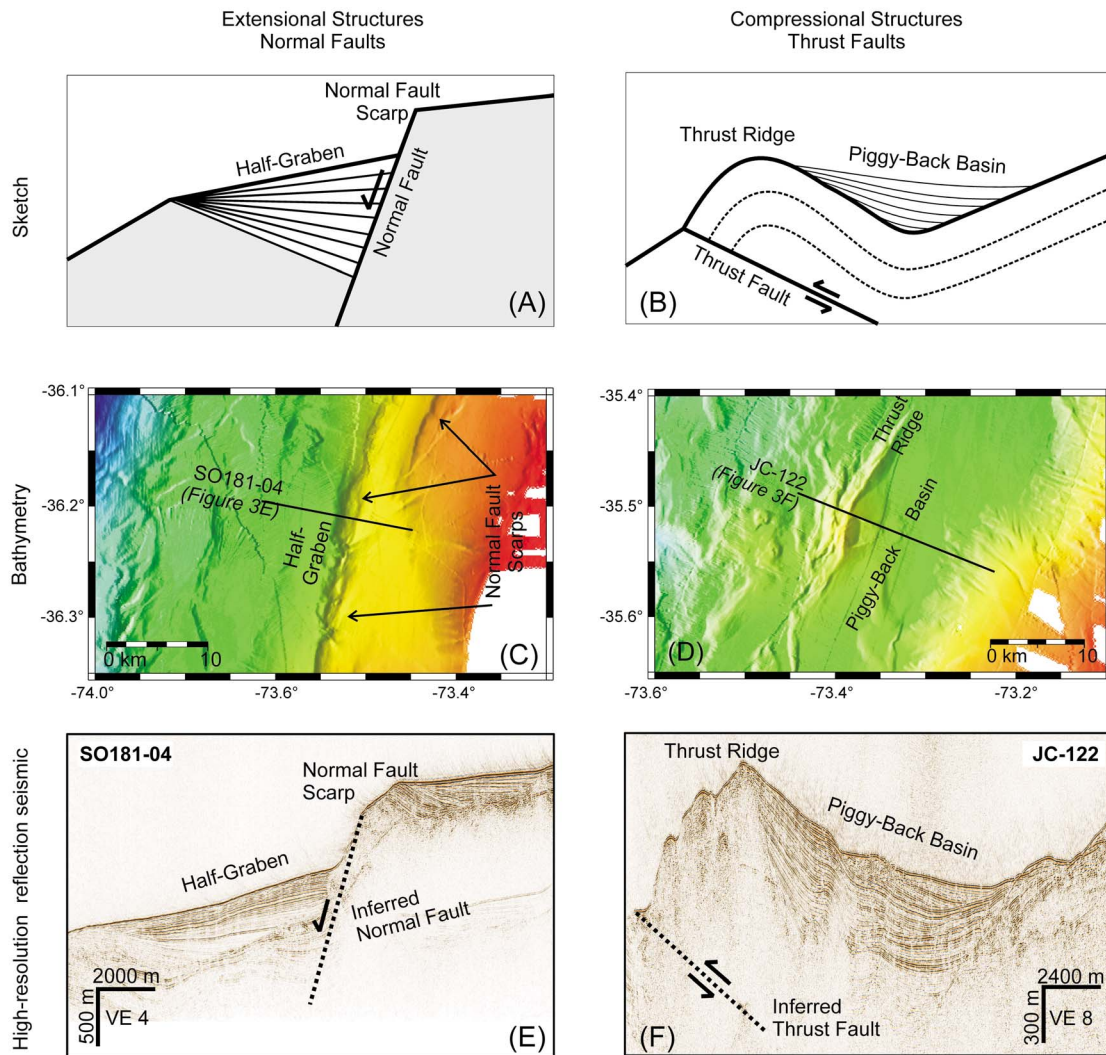 Extensional Structures
Normal Faults
Compressional Structures
Thrust Faults
Sketch
Normal Fault
Scarp
Half-Graben
Normal Fault
(A)
Thrust Ridge
Piggy-Back Basin
Thrust Fault
(B)
Bathymetry
-36.1°
-36.2°
-36.3°
SO181-04
(Figure 3E)
Half-
Graben
Normal Fault
Scarps
0 km 10
(C)
-74.0°
-73.6°
-73.4°
-35.4°
-35.5°
-35.6°
Thrust
Ridge
JC-122
(Figure 3F)
Piggy-Back Basin
(D)
0 km 10
-73.6°
-73.4°
-73.2°
High-resolution reflection seismic
SO181-04
Normal Fault
Scarp
Half-Graben
Inferred
Normal Fault
2000 m
500 m
VE 4
(E)
Thrust Ridge
JC-122
Piggy-Back Basin
Inferred
Thrust Fault
2400 m
300 m
VE 8
(F)